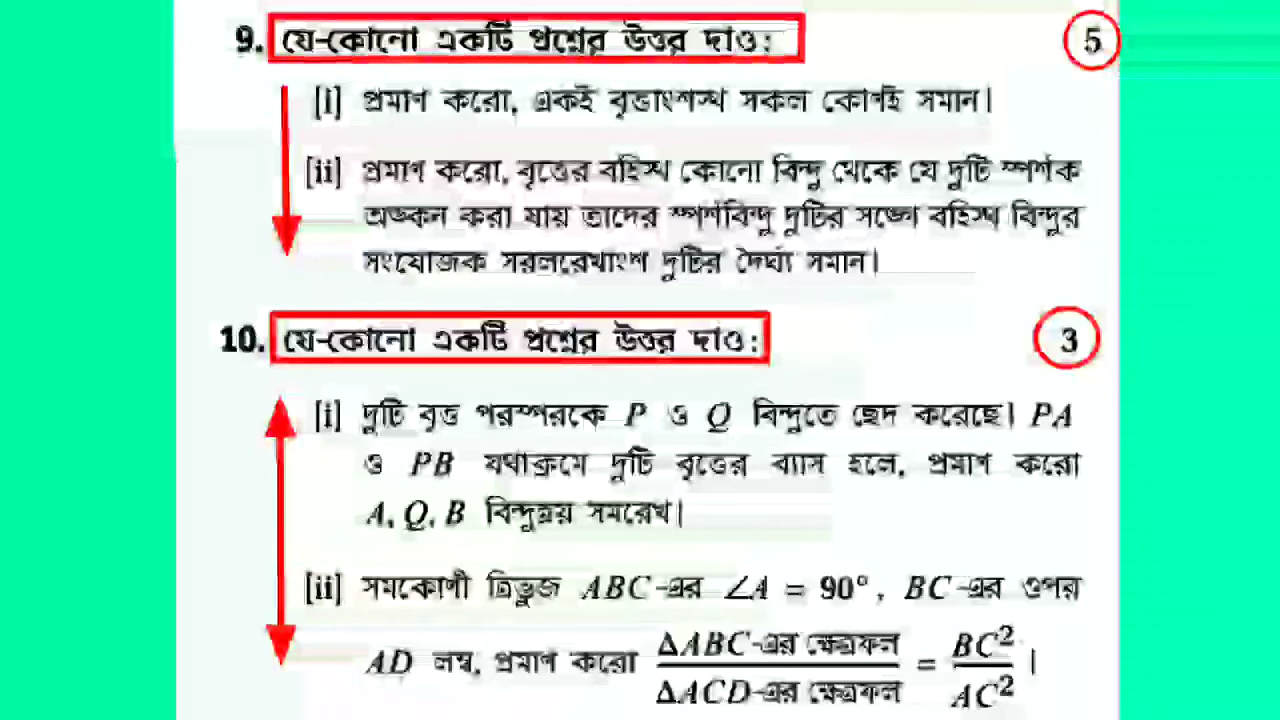 9. যে-কোনো একটি প্রশ্নের উত্তর দাও: 5
[i] প্রমাণ করো, একই বৃত্তাংশস্থ সকল কোণই সমান।
[ii] প্রমাণ করো, বৃত্তের বহিস্থ কোনো বিন্দু থেকে যে দুটি স্পর্শক
অঙ্কন করা যায় তাদের স্পর্শবিন্দু দুটির সঙ্গে বহিস্থ বিন্দুর
সংযোজক সরলরেখাংশ দুটির দৈর্ঘ্য সমান।
10. যে-কোনো একটি প্রশ্নের উত্তর দাও: 3
[i] দুটি বৃত্ত পরস্পরকে P ও Q বিন্দুতে ছেদ করেছে। PA
ও PB যথাক্রমে দুটি বৃত্তের ব্যাস হলে, প্রমাণ করো
A, Q, B বিন্দুত্রয় সমরেখ।
[ii] সমকোণী ত্রিভুজ ABC-এর ∠A = 90°, BC-এর ওপর
AD লম্ব, প্রমাণ করো ΔABC-এর ক্ষেত্রফল / ΔACD-এর ক্ষেত্রফল = BC² / AC² ।